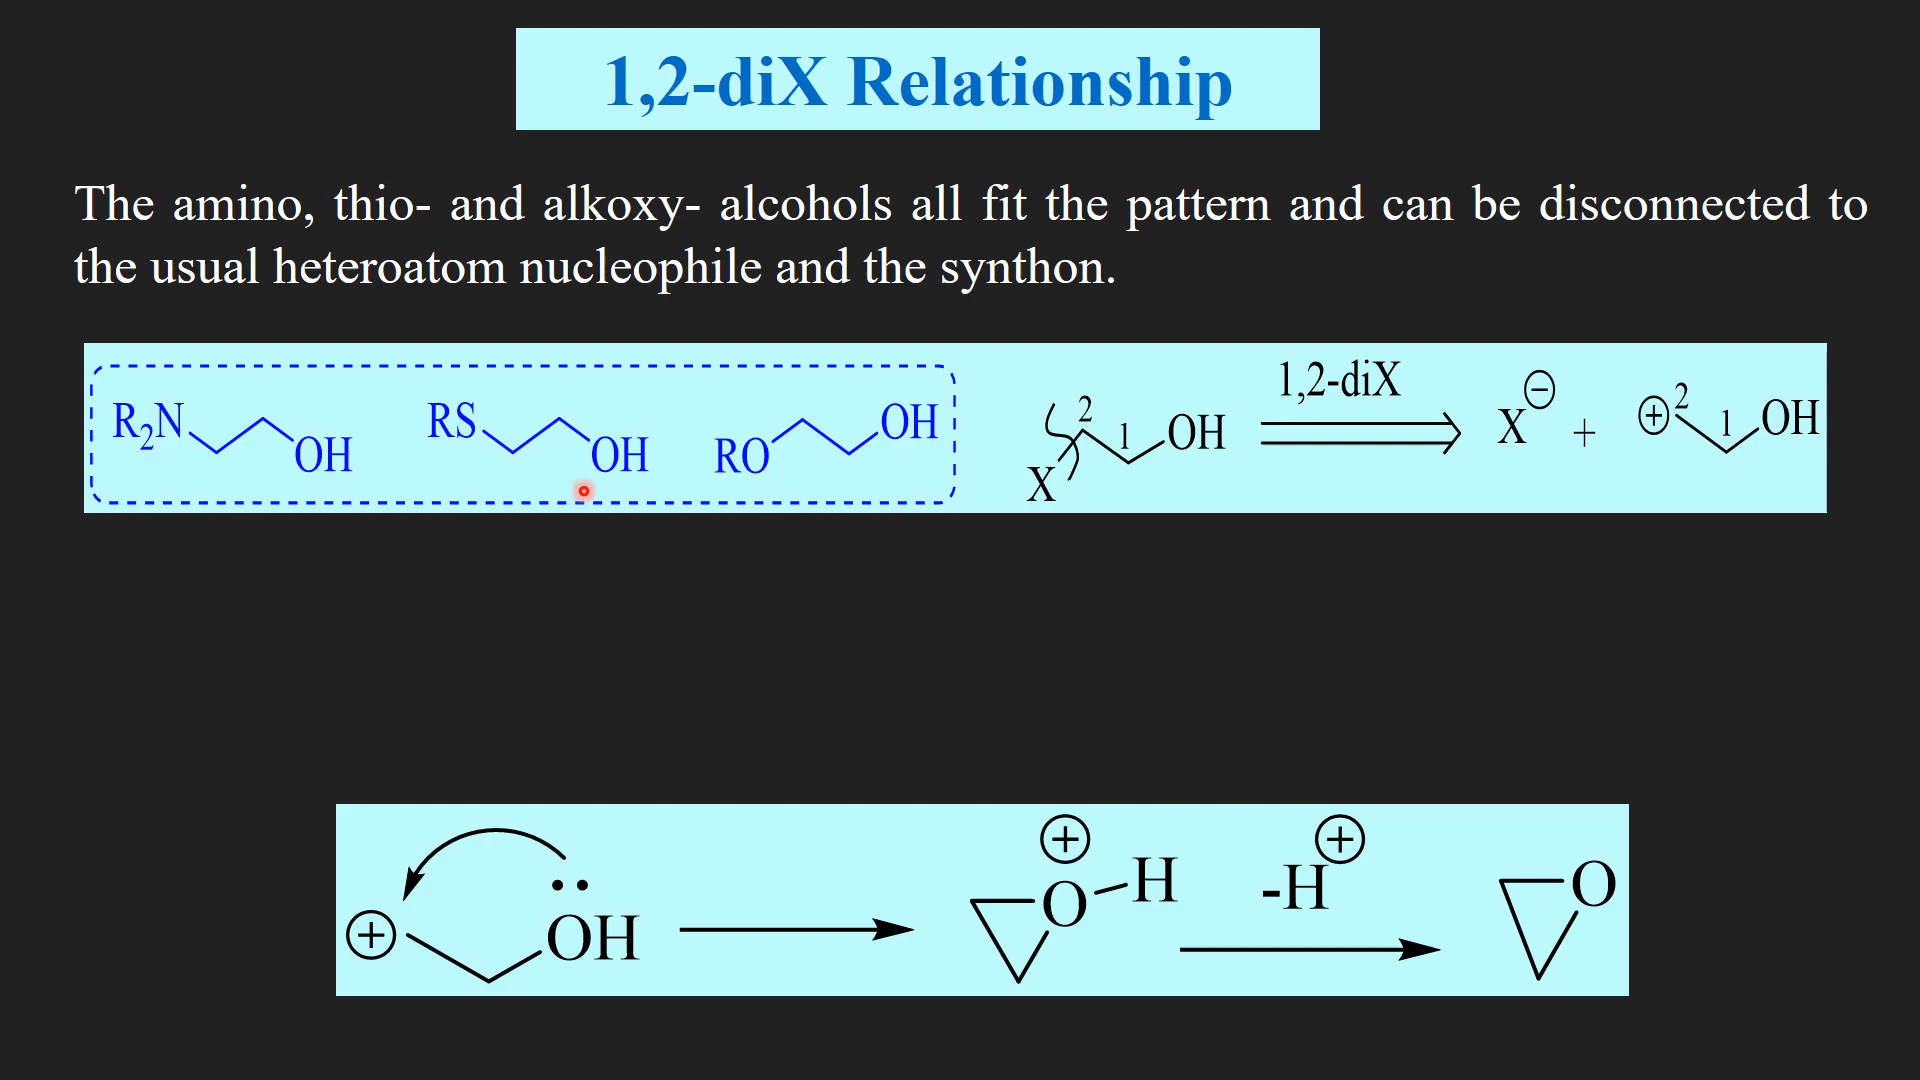 1,2-diX Relationship
The amino, thio- and alkoxy- alcohols all fit the pattern and can be disconnected to
the usual heteroatom nucleophile and the synthon.
R2N OH RS OH RO OH X 2 1 OH 1,2-diX X⊖ + ⊕ 2 1 OH
⊕ OH ⊕ O H -H⊕ O